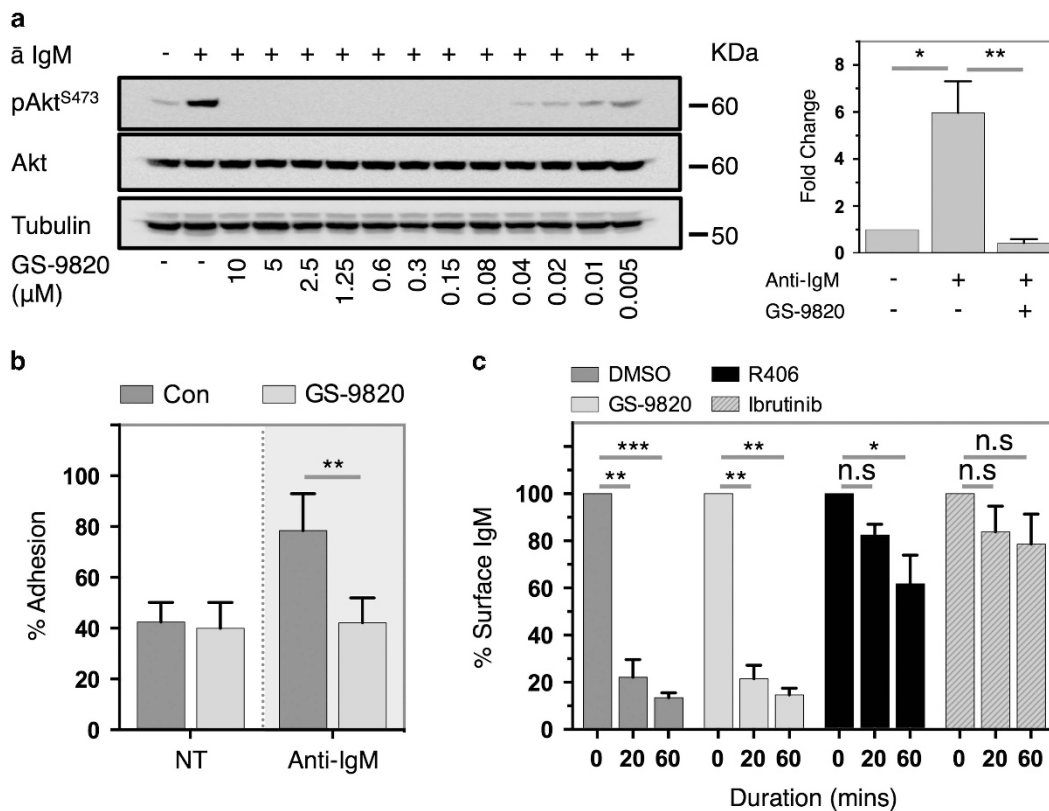 a
ā IgM - + + + + + + + + + + + + + KDa
pAktS473 60
Akt 60
Tubulin 50
GS-9820 (µM) - - 10 5 2.5 1.25 0.6 0.3 0.15 0.08 0.04 0.02 0.01 0.005
* **
Fold Change
8
6
4
2
0
Anti-IgM - + +
GS-9820 - - +
b
Con GS-9820
**
% Adhesion
100
80
60
40
20
0
NT Anti-IgM
c
DMSO R406
GS-9820 Ibrutinib
*** ** * n.s
** ** n.s n.s
% Surface IgM
100
80
60
40
20
0
0 20 60 0 20 60 0 20 60 0 20 60
Duration (mins)